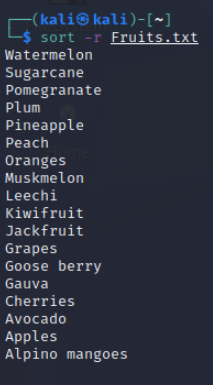 ┌──(kali㉿kali)-[~]
└─$ sort -r Fruits.txt
Watermelon
Sugarcane
Pomegranate
Plum
Pineapple
Peach
Oranges
Muskmelon
Leechi
Kiwifruit
Jackfruit
Grapes
Goose berry
Gauva
Cherries
Avocado
Apples
Alpino mangoes